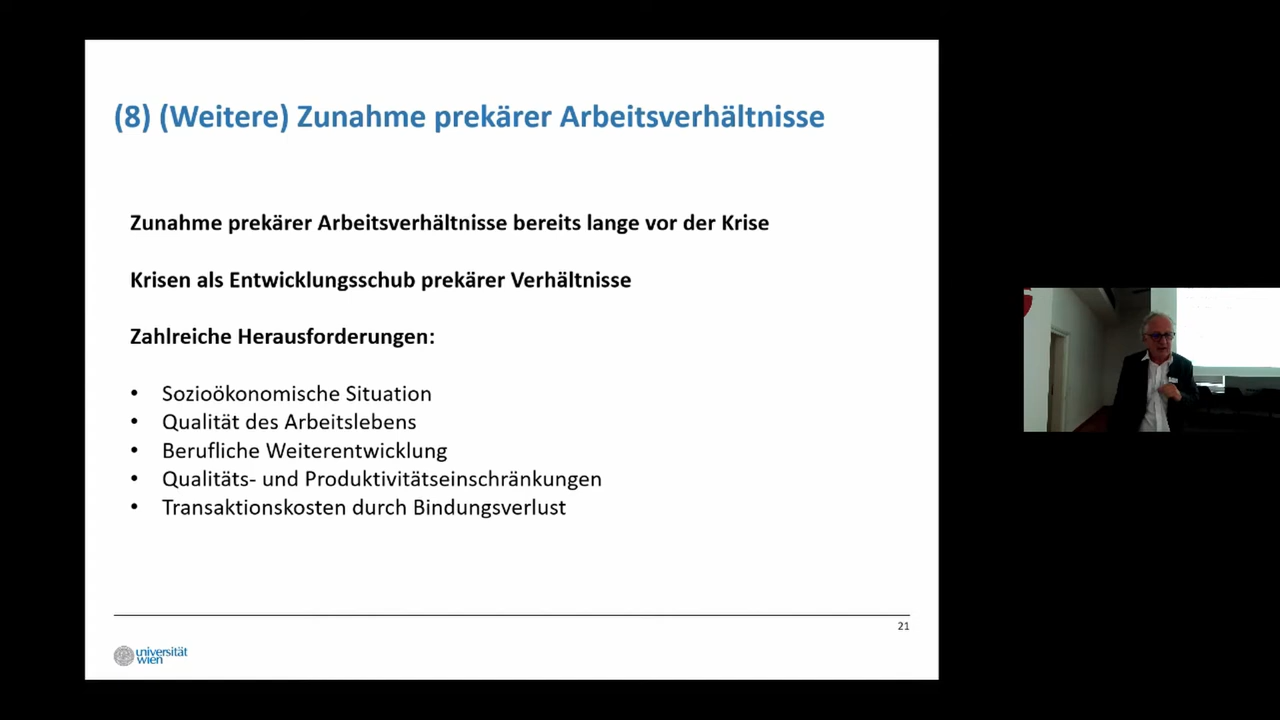 (8) (Weitere) Zunahme prekärer Arbeitsverhältnisse
Zunahme prekärer Arbeitsverhältnisse bereits lange vor der Krise
Krisen als Entwicklungsschub prekärer Verhältnisse
Zahlreiche Herausforderungen:
• Sozioökonomische Situation
• Qualität des Arbeitslebens
• Berufliche Weiterentwicklung
• Qualitäts- und Produktivitätseinschränkungen
• Transaktionskosten durch Bindungsverlust
21
universität
wien